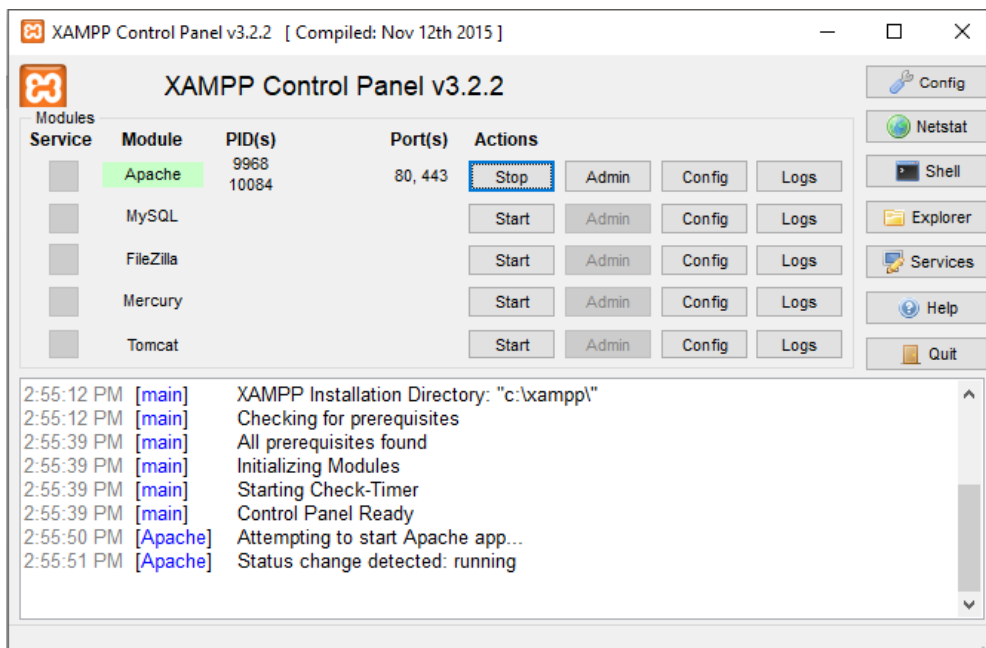 XAMPP Control Panel v3.2.2 [ Compiled: Nov 12th 2015 ]
XAMPP Control Panel v3.2.2
Config
Modules
Service Module PID(s) Port(s) Actions
Netstat
Apache 9968 10084 80, 443 Stop Admin Config Logs
Shell
MySQL Start Admin Config Logs
Explorer
FileZilla Start Admin Config Logs
Services
Mercury Start Admin Config Logs
Help
Tomcat Start Admin Config Logs
Quit
2:55:12 PM [main] XAMPP Installation Directory: "c:\xampp\"
2:55:12 PM [main] Checking for prerequisites
2:55:39 PM [main] All prerequisites found
2:55:39 PM [main] Initializing Modules
2:55:39 PM [main] Starting Check-Timer
2:55:39 PM [main] Control Panel Ready
2:55:50 PM [Apache] Attempting to start Apache app...
2:55:51 PM [Apache] Status change detected: running